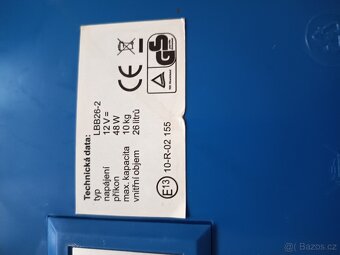 Technická data:
typ LBB26-2
napájení 12 V=
příkon 48 W
max. kapacita 10 kg
vnitřní objem 26 litrů
CE
GS
E13 10-R-02 155
© Bazos.cz